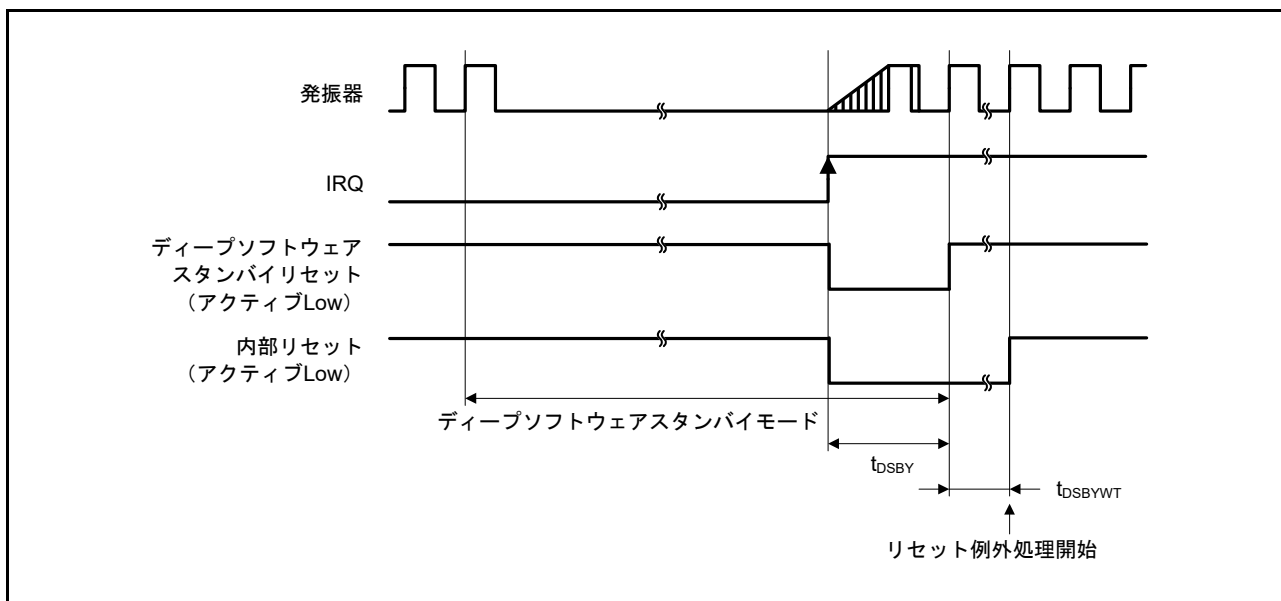 発振器
IRQ
ディープソフトウェア
スタンバイリセット
（アクティブLow）
内部リセット
（アクティブLow）
ディープソフトウェアスタンバイモード
tDSBY
tDSBYWT
リセット例外処理開始